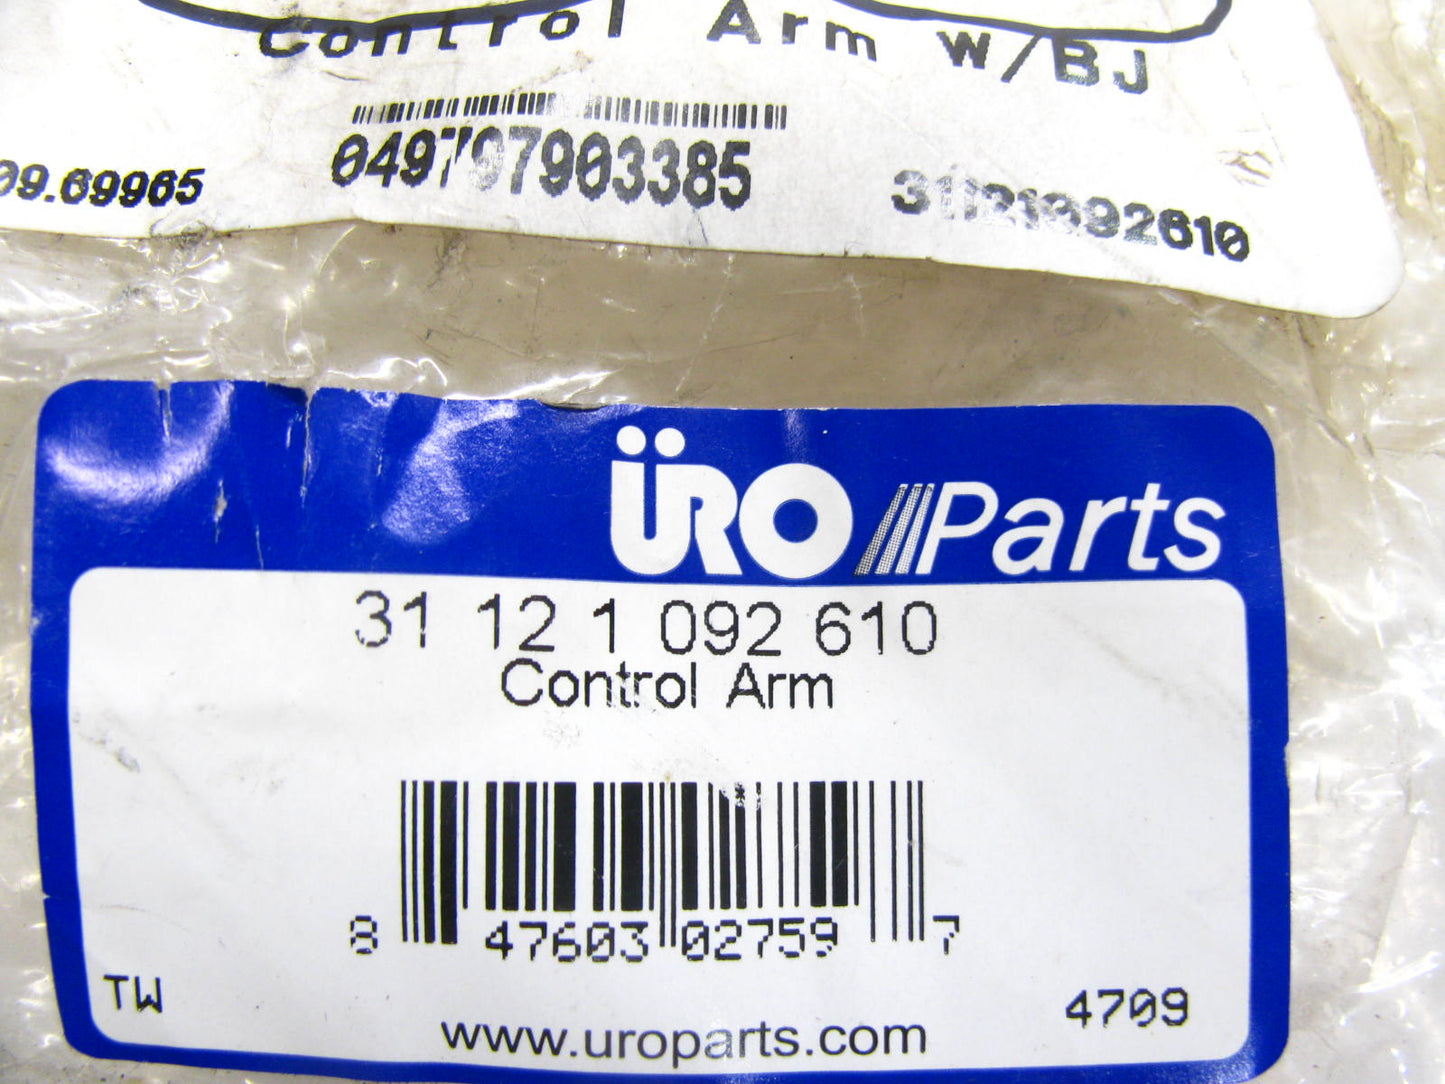 Control Arm W/BJ
09.69965
049797903385
31121092610
ÜRO Parts
31 12 1 092 610
Control Arm
8 47603 02759 7
TW
4709
www.uroparts.com